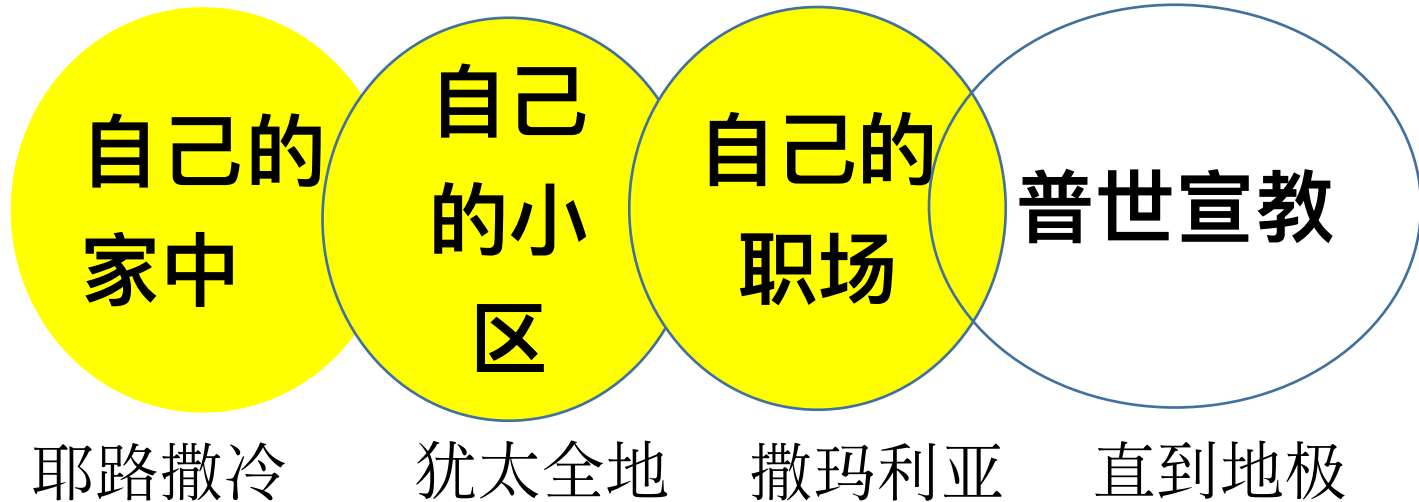 自己的
家中
自己
的小
区
自己的
职场
普世宣教
耶路撒冷
犹太全地
撒玛利亚
直到地极